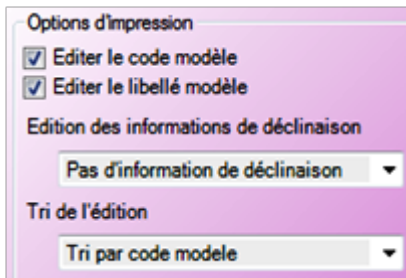 Options d'impression
Editer le code modèle
Editer le libellé modèle
Edition des informations de déclinaison
Pas d'information de déclinaison
Tri de l'édition
Tri par code modele